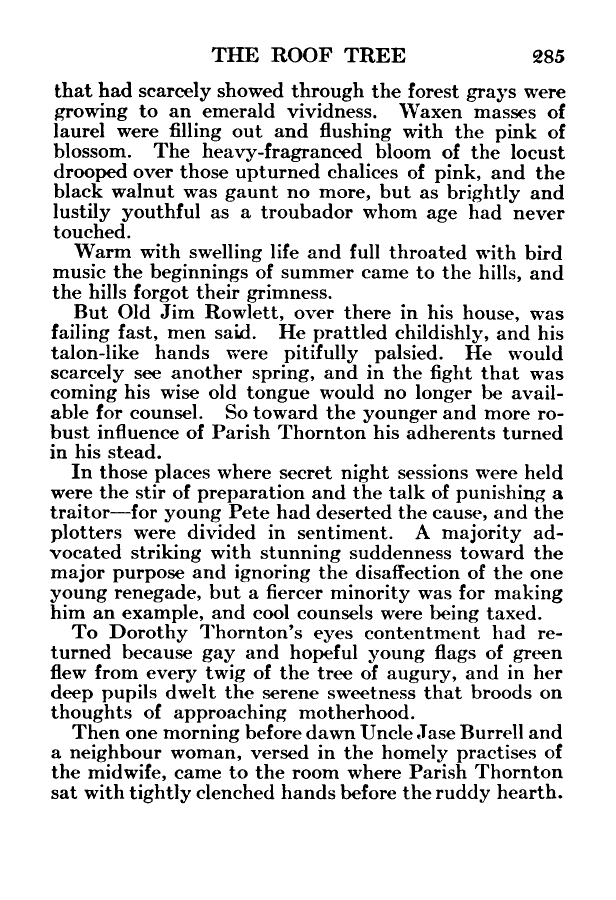 THE ROOF TREE 285
that had scarcely showed through the forest grays were
growing to an emerald vividness. Waxen masses of
laurel were filling out and flushing with the pink of
blossom. The heavy-fragranced bloom of the locust
drooped over those upturned chalices of pink, and the
black walnut was gaunt no more, but as brightly and
lustily youthful as a troubador whom age had never
touched.
Warm with swelling life and full throated with bird
music the beginnings of summer came to the hills, and
the hills forgot their grimness.
But Old Jim Rowlett, over there in his house, was
failing fast, men said. He prattled childishly, and his
talon-like hands were pitifully palsied. He would
scarcely see another spring, and in the fight that was
coming his wise old tongue would no longer be avail-
able for counsel. So toward the younger and more ro-
bust influence of Parish Thornton his adherents turned
in his stead.
In those places where secret night sessions were held
were the stir of preparation and the talk of punishing a
traitor—for young Pete had deserted the cause, and the
plotters were divided in sentiment. A majority ad-
vocated striking with stunning suddenness toward the
major purpose and ignoring the disaffection of the one
young renegade, but a fiercer minority was for making
him an example, and cool counsels were being taxed.
To Dorothy Thornton's eyes contentment had re-
turned because gay and hopeful young flags of green
flew from every twig of the tree of augury, and in her
deep pupils dwelt the serene sweetness that broods on
thoughts of approaching motherhood.
Then one morning before dawn Uncle Jase Burrell and
a neighbour woman, versed in the homely practises of
the midwife, came to the room where Parish Thornton
sat with tightly clenched hands before the ruddy hearth.